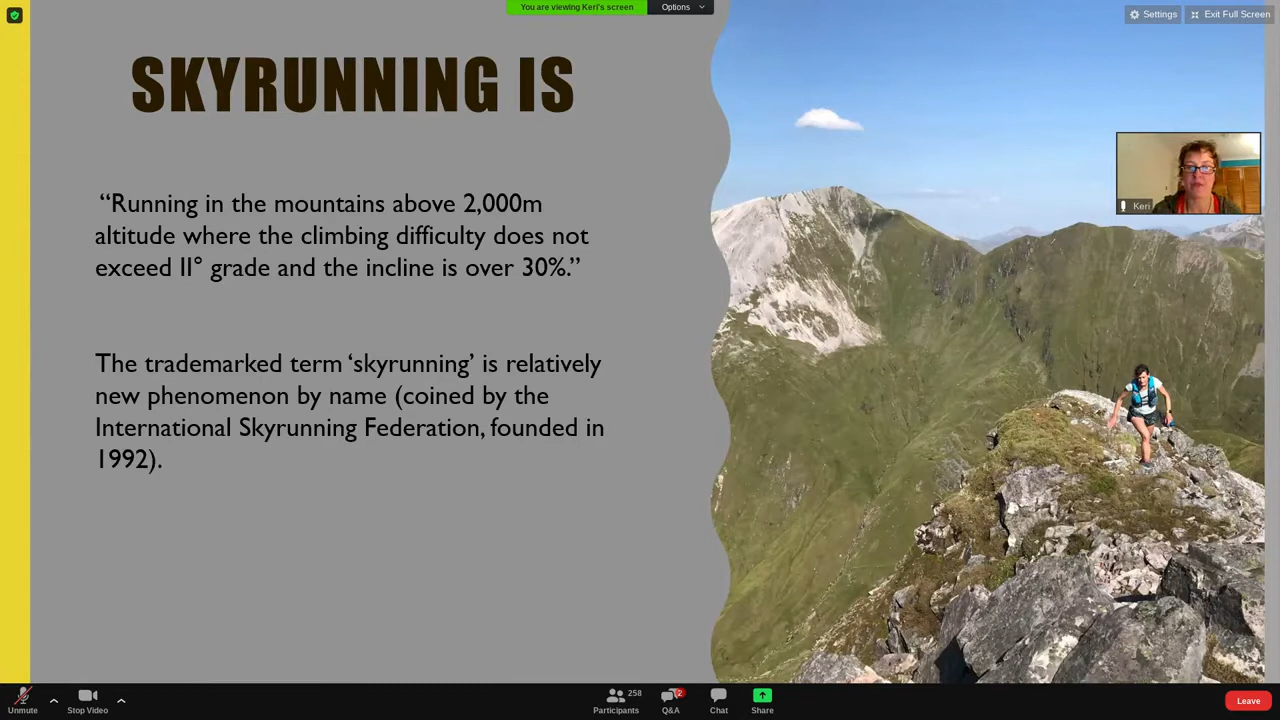 You are viewing Keri's screen
Options
Settings
Exit Full Screen
SKYRUNNING IS
“Running in the mountains above 2,000m
altitude where the climbing difficulty does not
exceed II° grade and the incline is over 30%.”
The trademarked term ‘skyrunning’ is relatively
new phenomenon by name (coined by the
International Skyrunning Federation, founded in
1992).
Keri
Unmute
Stop Video
258
Participants
2
Q&A
Chat
Share
Leave